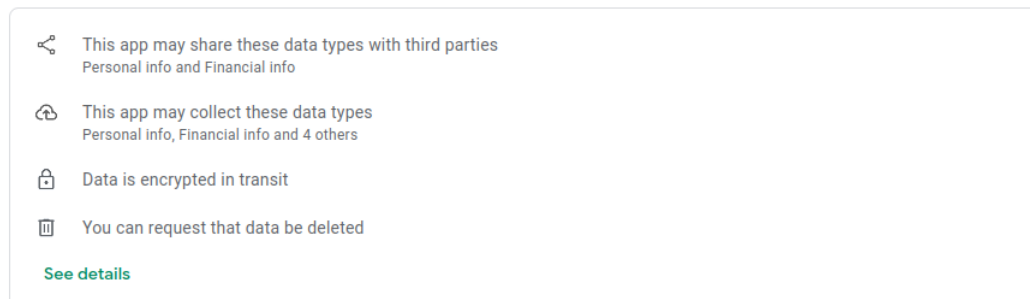 This app may share these data types with third parties
Personal info and Financial info
This app may collect these data types
Personal info, Financial info and 4 others
Data is encrypted in transit
You can request that data be deleted
See details